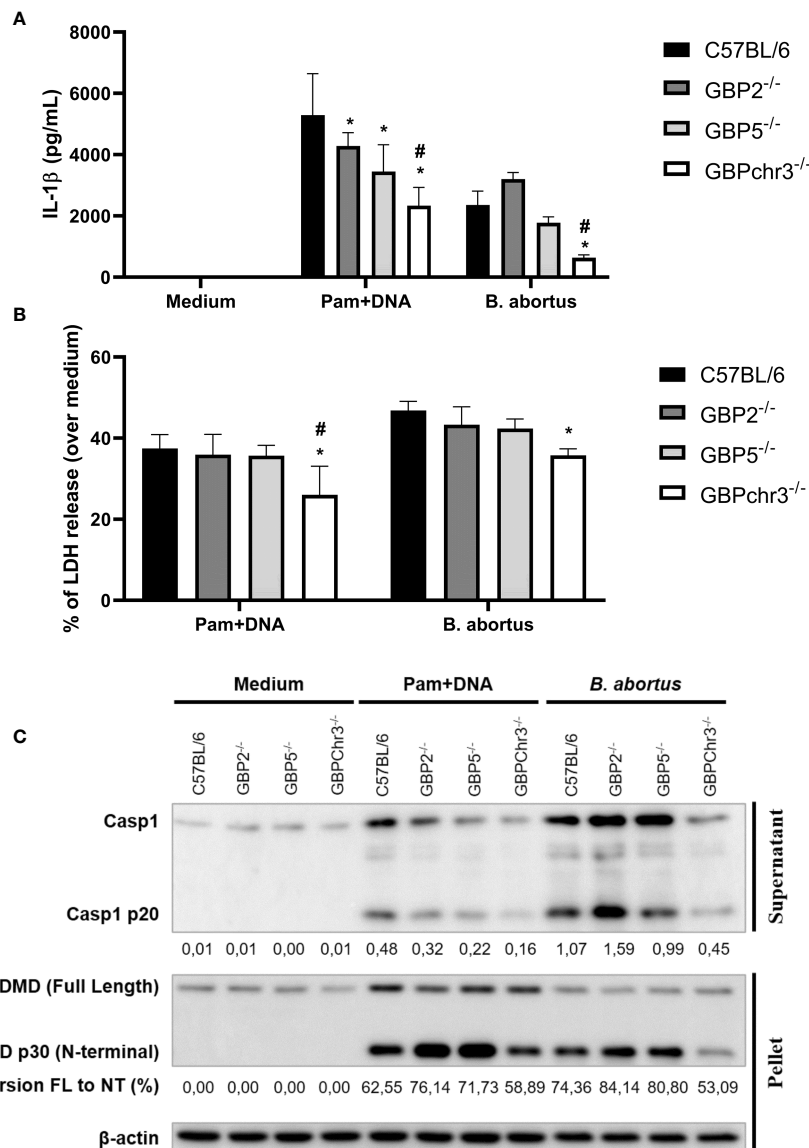 A
IL-1β (pg/mL)
8000
6000
4000
2000
0
* * # *
# *
Medium Pam+DNA B. abortus
C57BL/6
GBP2-/-
GBP5-/-
GBPchr3-/-
B
% of LDH release (over medium)
60
40
20
0
# *
*
Pam+DNA B. abortus
C57BL/6
GBP2-/-
GBP5-/-
GBPchr3-/-
C
Medium Pam+DNA B. abortus
C57BL/6 GBP2-/- GBP5-/- GBPChr3-/- C57BL/6 GBP2-/- GBP5-/- GBPChr3-/- C57BL/6 GBP2-/- GBP5-/- GBPChr3-/-
Casp1
Casp1 p20
Supernatant
0,01 0,01 0,00 0,01 0,48 0,32 0,22 0,16 1,07 1,59 0,99 0,45
DMD (Full Length)
D p30 (N-terminal)
Pellet
rsion FL to NT (%) 0,00 0,00 0,00 0,00 62,55 76,14 71,73 58,89 74,36 84,14 80,80 53,09
β-actin